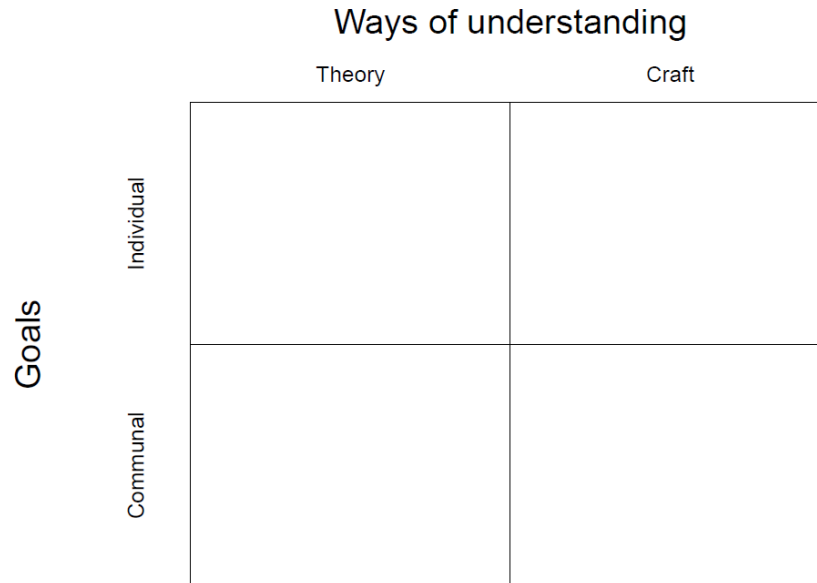 Ways of understanding
Theory
Craft
Goals
Individual
Communal